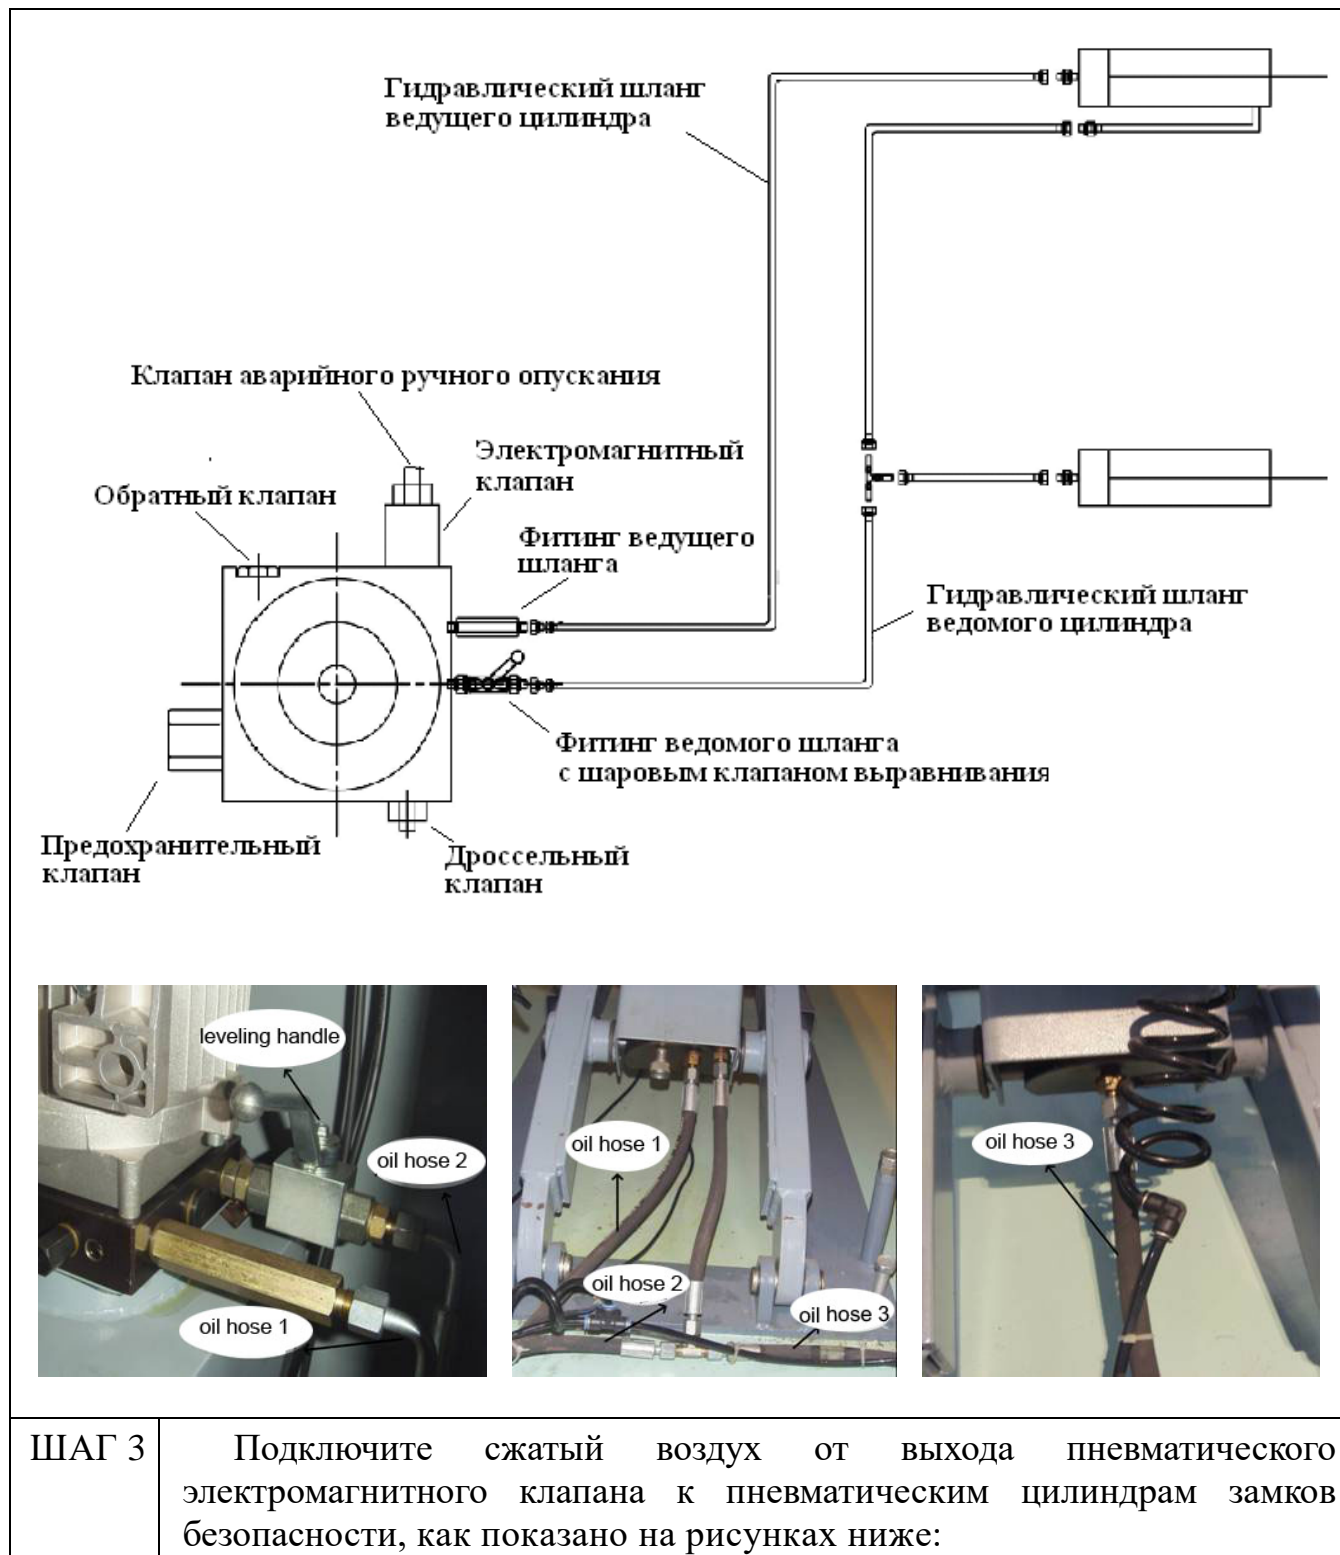 Гидравлический шланг
ведущего цилиндра
Клапан аварийного ручного опускания
Электромагнитный
клапан
Обратный клапан
Фитинг ведущего
шланга
Гидравлический шланг
ведомого цилиндра
Фитинг ведомого шланга
с шаровым клапаном выравнивания
Предохранительный
клапан
Дроссельный
клапан
leveling handle
oil hose 2
oil hose 1
oil hose 1
oil hose 2
oil hose 3
oil hose 3
ШАГ 3
Подключите сжатый воздух от выхода пневматического
электромагнитного клапана к пневматическим цилиндрам замков
безопасности, как показано на рисунках ниже: